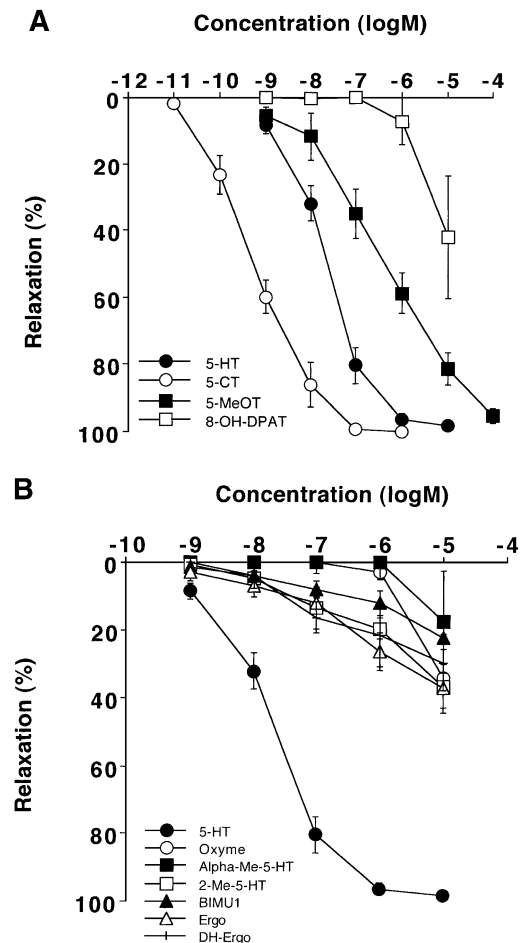 A
Concentration (logM)
-12 -11 -10 -9 -8 -7 -6 -5 -4
0
20
40
60
80
100
Relaxation (%)
5-HT
5-CT
5-MeOT
8-OH-DPAT
B
Concentration (logM)
-10 -9 -8 -7 -6 -5 -4
0
20
40
60
80
100
Relaxation (%)
5-HT
Oxyme
Alpha-Me-5-HT
2-Me-5-HT
BIMU1
Ergo
DH-Ergo